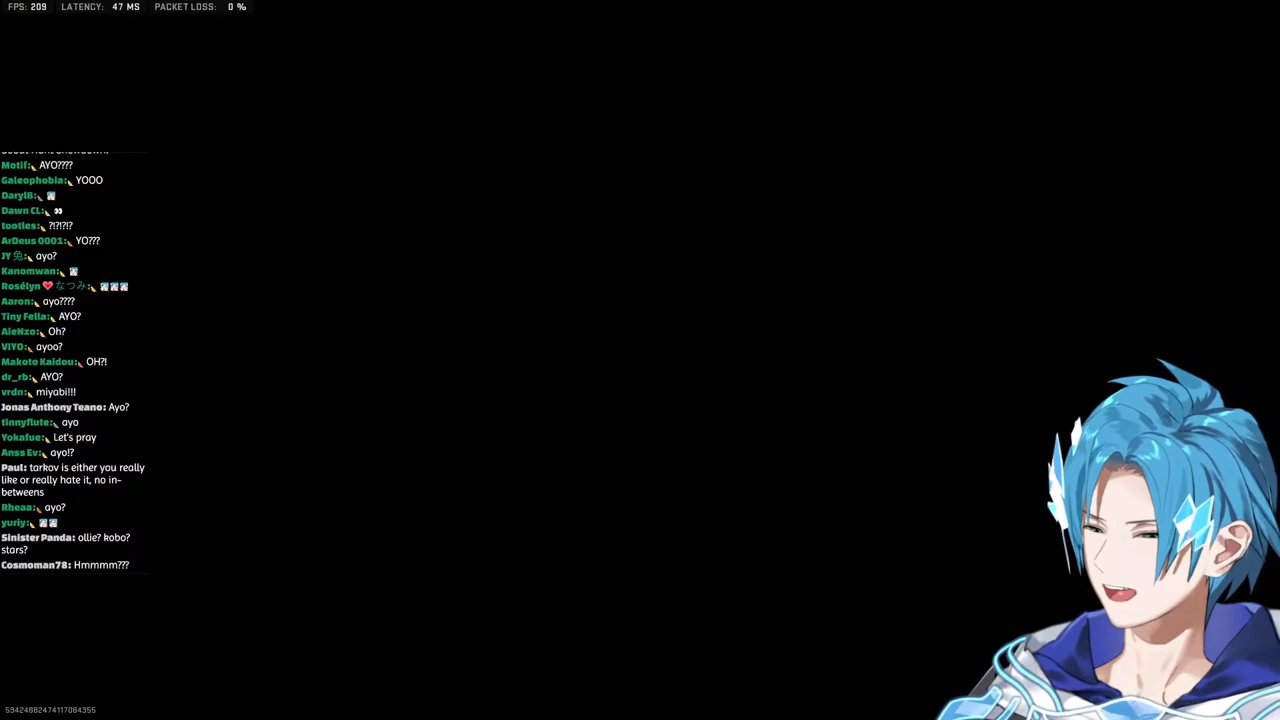 FPS: 209 LATENCY: 47 MS PACKET LOSS: 0 %
Motif: AYO????
Galeophobia: YOOO
DarylB:
Dawn CL:
tootles: ?!?!?!?
ArDeus 0001: YO???
JY 兔: ayo?
Kanomwan:
Rosélyn なつみ:
Aaron: ayo????
Tiny Fella: AYO?
AieNzo: Oh?
ViYO: ayoo?
Makoto Kaidou: OH?!
dr_rb: AYO?
vrdn: miyabi!!!
Jonas Anthony Teano: Ayo?
tinnyflute: ayo
Yokafue: Let's pray
Anss Ev: ayo!?
Paul: tarkov is either you really
like or really hate it, no in-
betweens
Rheaa: ayo?
yuriy:
Sinister Panda: ollie? kobo?
stars?
Cosmoman78: Hmmmm???
59424882474117084355